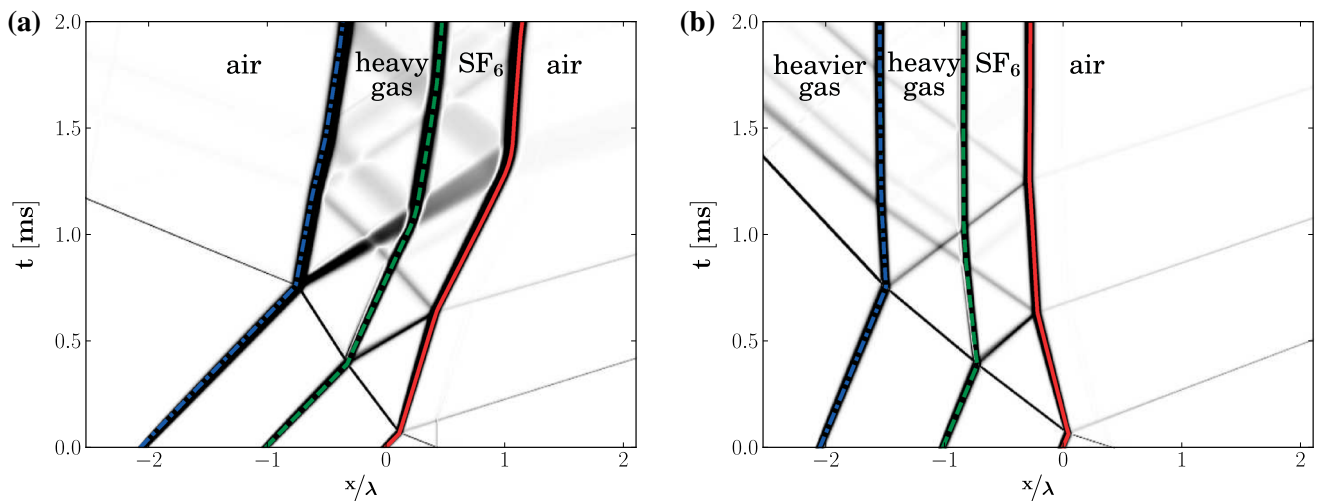 (a)
2.0
1.5
1.0
0.5
0.0
t [ms]
air
heavy
gas
SF6
air
−2
−1
0
1
2
x/λ
(b)
2.0
1.5
1.0
0.5
0.0
t [ms]
heavier
gas
heavy
gas
SF6
air
−2
−1
0
1
2
x/λ